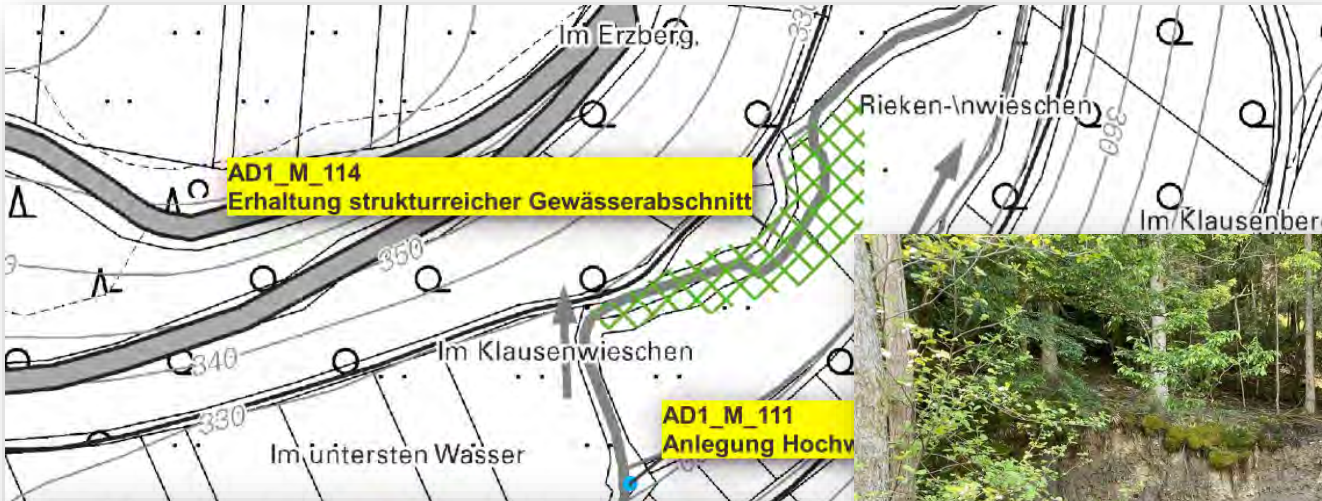 Im Erzberg
330
Rieken-\nwieschen
360
AD1_M_114
Erhaltung strukturreicher Gewässerabschnitt
350
Im Klausenberg
340
Im Klausenwieschen
330
AD1_M_111
Anlegung Hochw
Im untersten Wasser